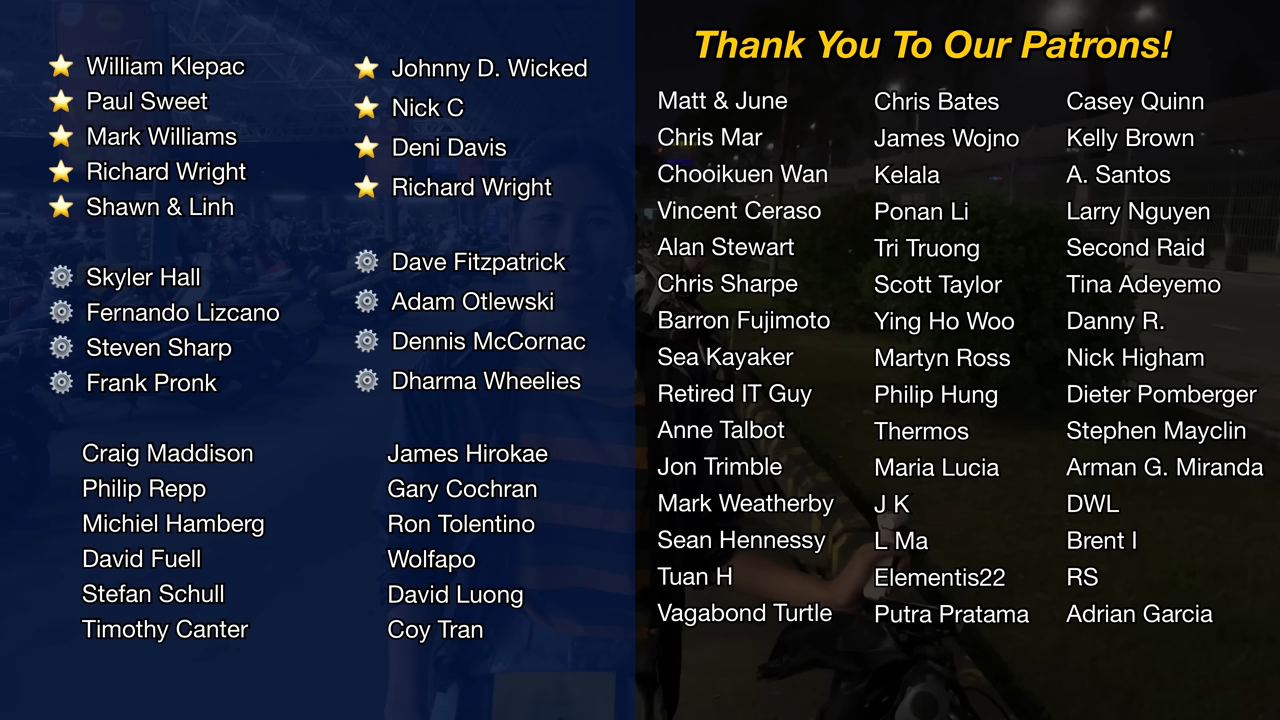 William Klepac
Paul Sweet
Mark Williams
Richard Wright
Shawn & Linh
Johnny D. Wicked
Nick C
Deni Davis
Richard Wright
Skyler Hall
Fernando Lizcano
Steven Sharp
Frank Pronk
Dave Fitzpatrick
Adam Otlewski
Dennis McCornac
Dharma Wheelies
Craig Maddison
Philip Repp
Michiel Hamberg
David Fuell
Stefan Schull
Timothy Canter
James Hirokae
Gary Cochran
Ron Tolentino
Wolfapo
David Luong
Coy Tran
Thank You To Our Patrons!
Matt & June
Chris Mar
Chooikuen Wan
Vincent Ceraso
Alan Stewart
Chris Sharpe
Barron Fujimoto
Sea Kayaker
Retired IT Guy
Anne Talbot
Jon Trimble
Mark Weatherby
Sean Hennessy
Tuan H
Vagabond Turtle
Chris Bates
James Wojno
Kelala
Ponan Li
Tri Truong
Scott Taylor
Ying Ho Woo
Martyn Ross
Philip Hung
Thermos
Maria Lucia
J K
L Ma
Elementis22
Putra Pratama
Casey Quinn
Kelly Brown
A. Santos
Larry Nguyen
Second Raid
Tina Adeyemo
Danny R.
Nick Higham
Dieter Pomberger
Stephen Mayclin
Arman G. Miranda
DWL
Brent I
RS
Adrian Garcia